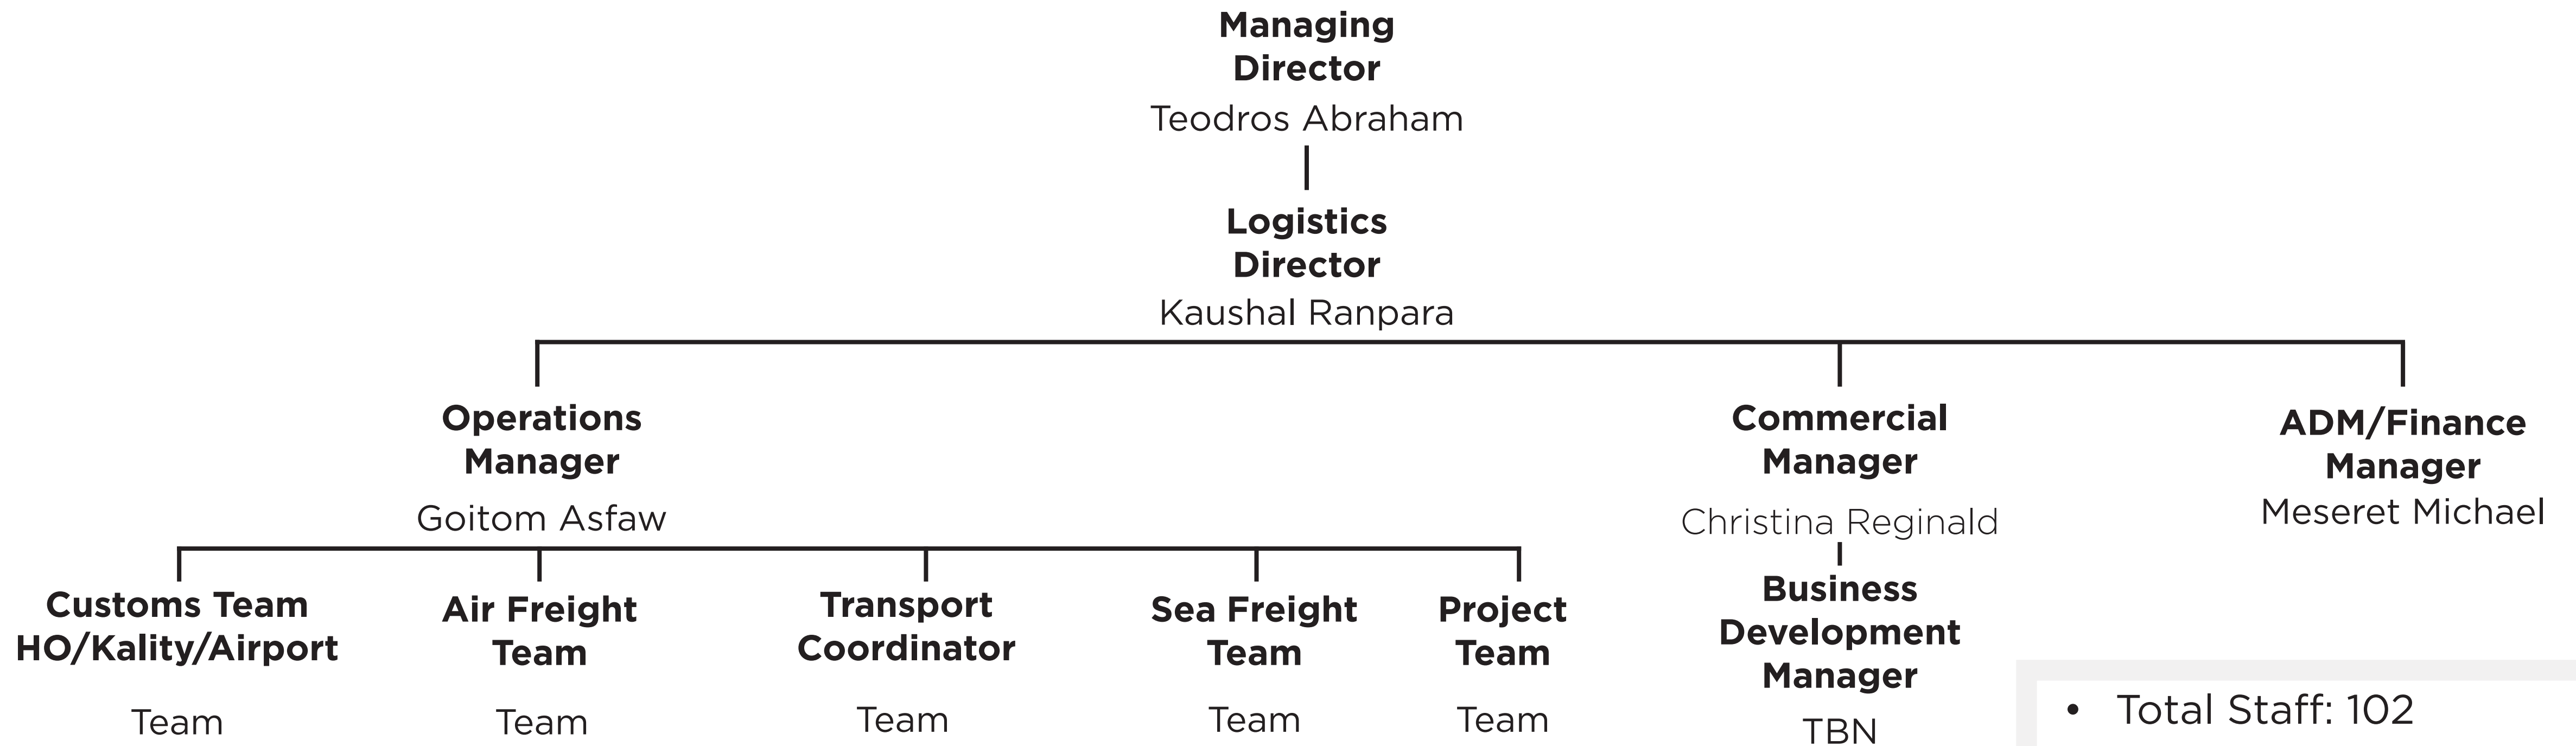 Managing
Director
Teodros Abraham
Logistics
Director
Kaushal Ranpara
Operations
Manager
Goitom Asfaw
Commercial
Manager
Christina Reginald
ADM/Finance
Manager
Meseret Michael
Customs Team
HO/Kality/Airport
Team
Air Freight
Team
Team
Transport
Coordinator
Team
Sea Freight
Team
Team
Project
Team
Team
Business
Development
Manager
TBN
• Total Staff: 102